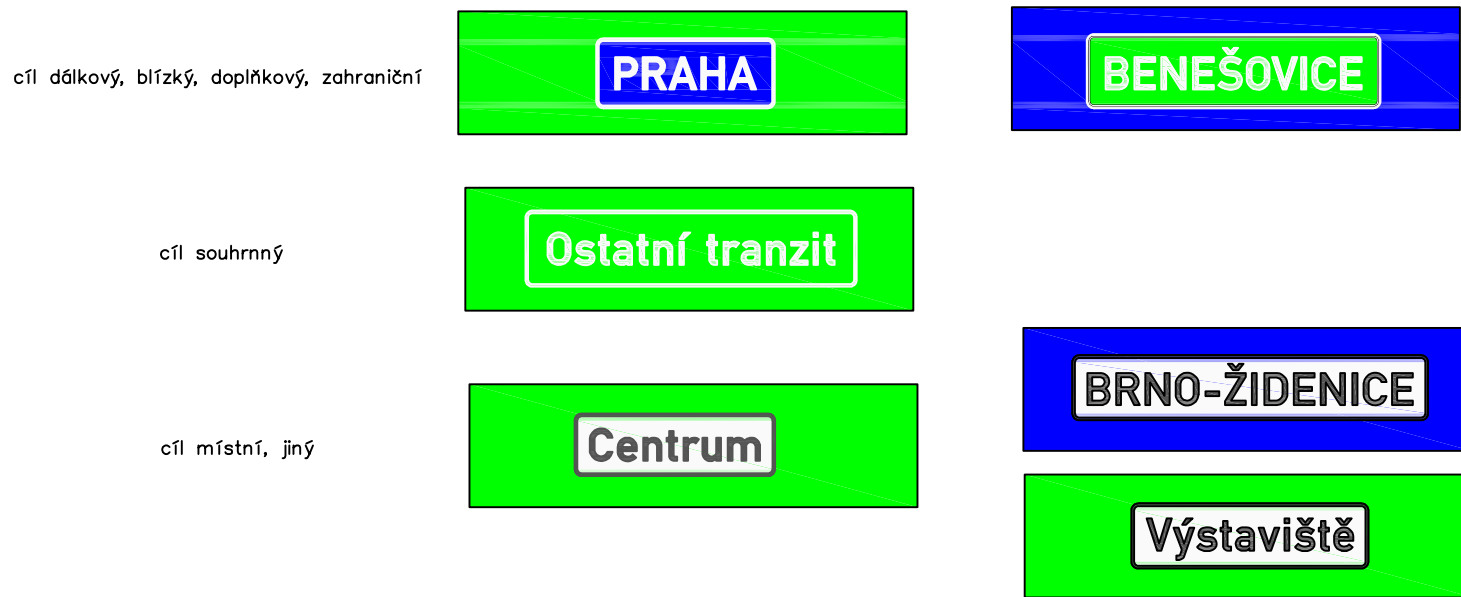 cíl dálkový, blízký, doplňkový, zahraniční
PRAHA
BENEŠOVICE
cíl souhrnný
Ostatní tranzit
BRNO-ŽIDENICE
cíl místní, jiný
Centrum
Výstaviště